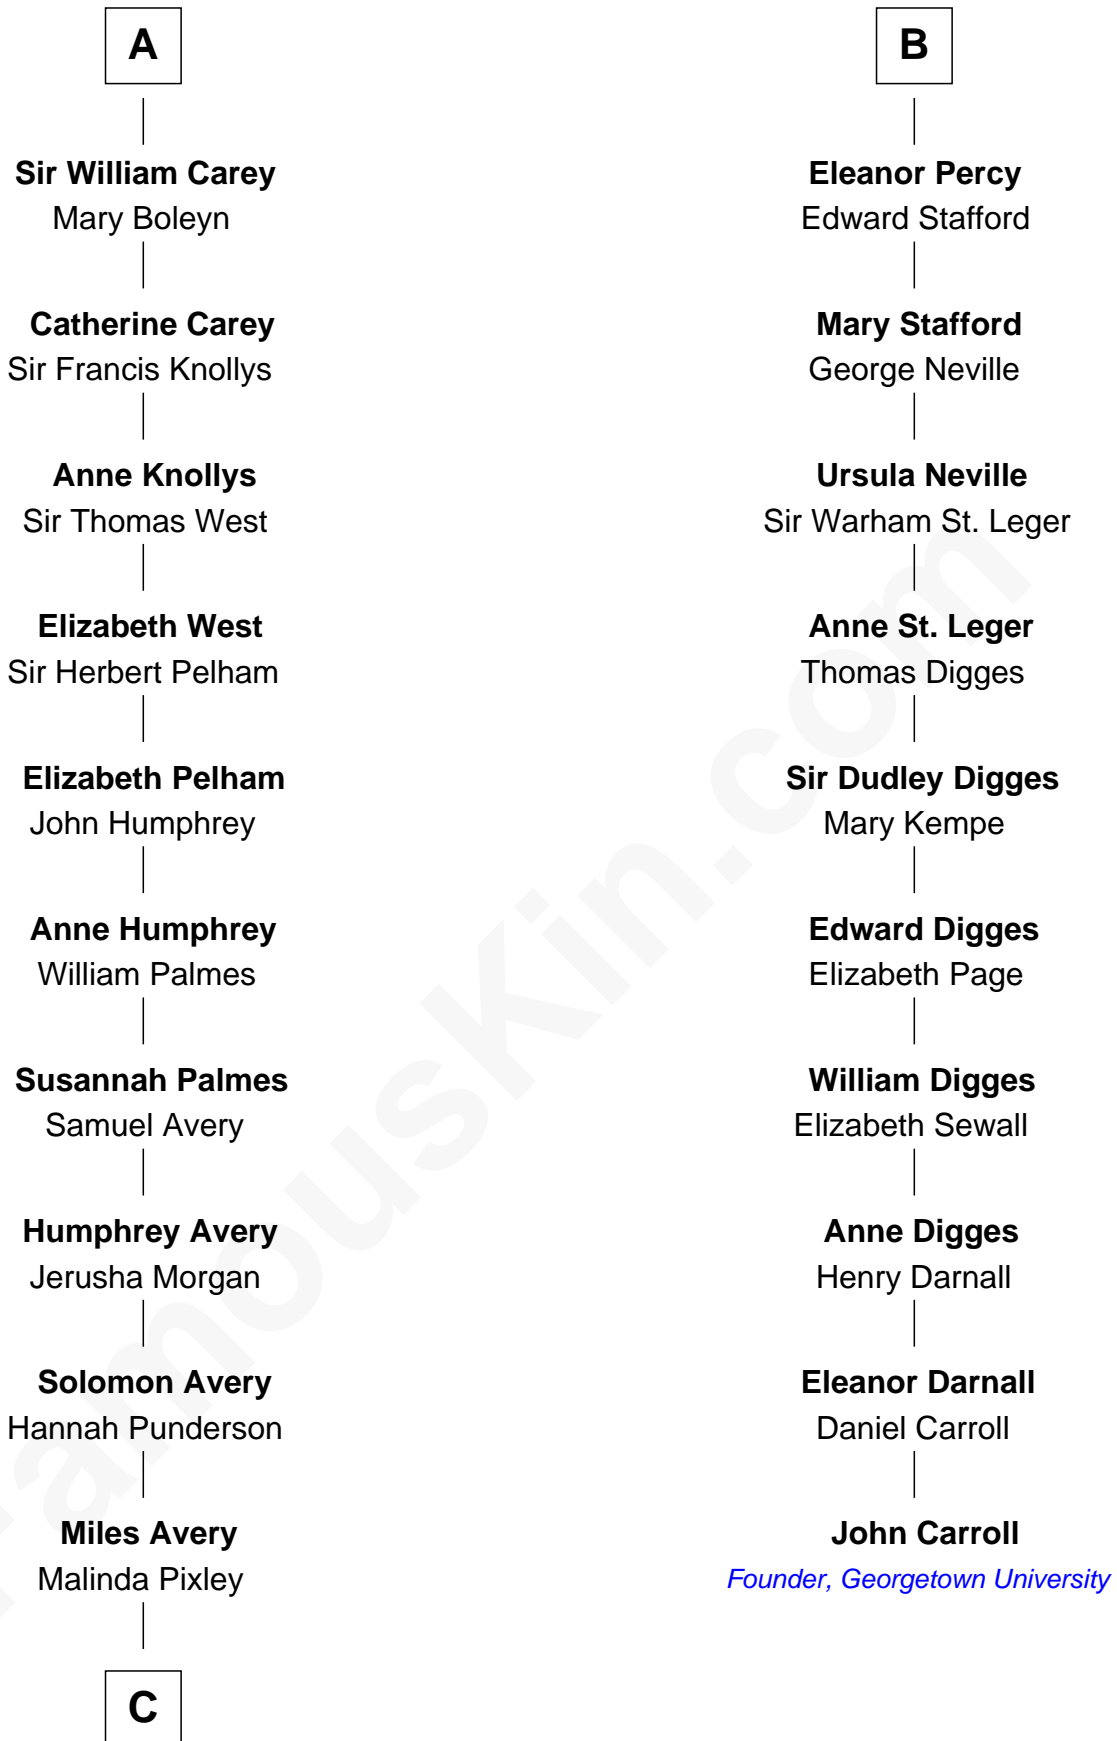 A
Sir William Carey
Mary Boleyn
Catherine Carey
Sir Francis Knollys
Anne Knollys
Sir Thomas West
Elizabeth West
Sir Herbert Pelham
Elizabeth Pelham
John Humphrey
Anne Humphrey
William Palmes
Susannah Palmes
Samuel Avery
Humphrey Avery
Jerusha Morgan
Solomon Avery
Hannah Punderson
Miles Avery
Malinda Pixley
C
B
Eleanor Percy
Edward Stafford
Mary Stafford
George Neville
Ursula Neville
Sir Warham St. Leger
Anne St. Leger
Thomas Digges
Sir Dudley Digges
Mary Kempe
Edward Digges
Elizabeth Page
William Digges
Elizabeth Sewall
Anne Digges
Henry Darnall
Eleanor Darnall
Daniel Carroll
John Carroll
Founder, Georgetown University
FamousKin.com